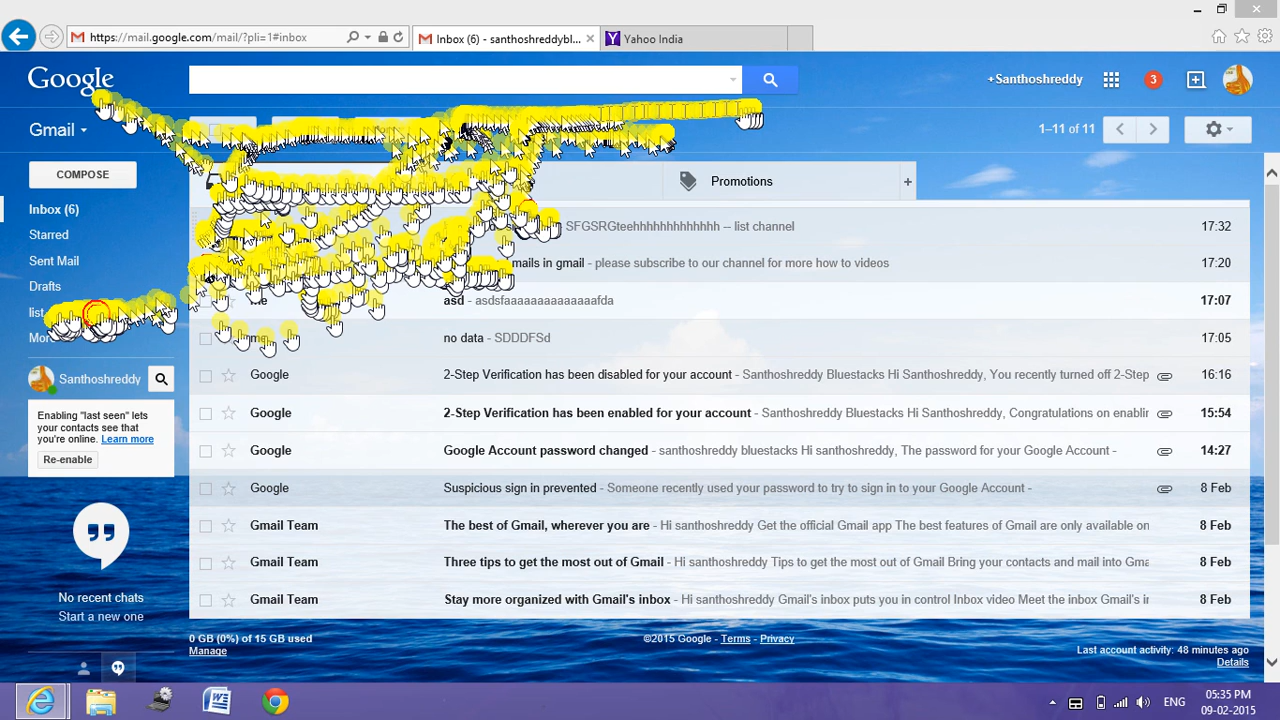 https://mail.google.com/mail/?pli=1#inbox
Inbox (6) - santhoshreddybl...
Yahoo India
Google
+Santhoshreddy
3
Gmail
1–11 of 11
COMPOSE
Promotions
+
Inbox (6)
Starred
Sent Mail
Drafts
list
SFGSRGteehhhhhhhhhhhh -- list channel 17:32
mails in gmail - please subscribe to our channel for more how to videos 17:20
me asd - asdsfaaaaaaaaaaaaaafda 17:07
me no data - SDDDFSd 17:05
Google 2-Step Verification has been disabled for your account - Santhoshreddy Bluestacks Hi Santhoshreddy, You recently turned off 2-Step 16:16
Google 2-Step Verification has been enabled for your account - Santhoshreddy Bluestacks Hi Santhoshreddy, Congratulations on enablin 15:54
Google Google Account password changed - santhoshreddy bluestacks Hi santhoshreddy, The password for your Google Account - 14:27
Google Suspicious sign in prevented - Someone recently used your password to try to sign in to your Google Account - 8 Feb
Gmail Team The best of Gmail, wherever you are - Hi santhoshreddy Get the official Gmail app The best features of Gmail are only available on 8 Feb
Gmail Team Three tips to get the most out of Gmail - Hi santhoshreddy Tips to get the most out of Gmail Bring your contacts and mail into Gma 8 Feb
Gmail Team Stay more organized with Gmail's inbox - Hi santhoshreddy Gmail's inbox puts you in control Inbox video Meet the inbox Gmail's ir 8 Feb
Santhoshreddy
Enabling "last seen" lets
your contacts see that
you're online. Learn more
Re-enable
No recent chats
Start a new one
0 GB (0%) of 15 GB used
Manage
©2015 Google - Terms - Privacy
Last account activity: 48 minutes ago
Details
ENG
05:35 PM
09-02-2015